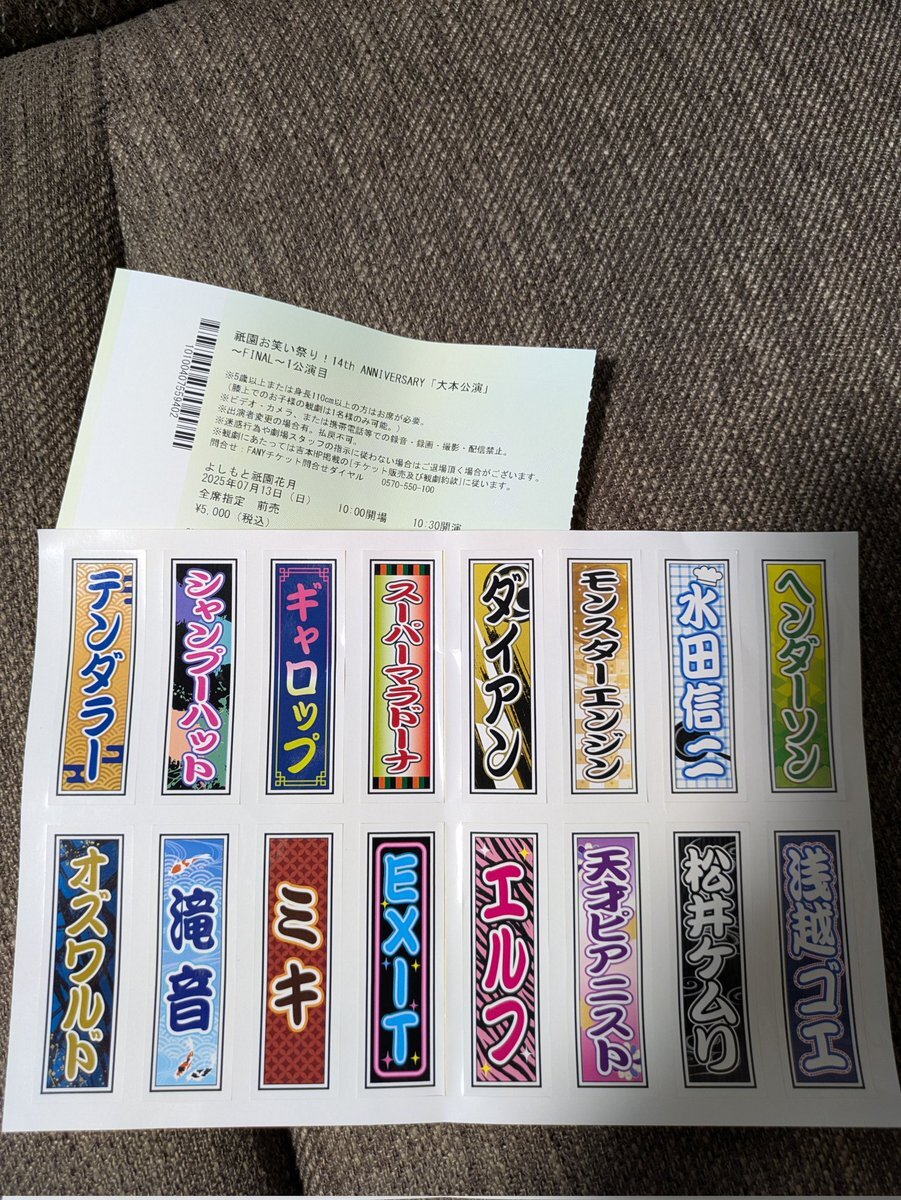 祇園お笑い祭り！14th ANNIVERSARY「大本公演」
～FINAL～1公演目
※5歳以上または身長110cm以上の方はお席が必要。
(膝上でのお子様の観劇は1名様のみ可能。)
※ビデオ・カメラ、または携帯電話等での録音・録画・撮影・配信禁止。
※出演者変更の場合有。払戻不可。
※迷惑行為や劇場スタッフの指示に従わない場合はご退場頂く場合がございます。
※観劇にあたっては吉本HP掲載の[チケット販売及び観劇約款]に従います。
問合せ：FANYチケット問合せダイヤル 0570-550-100
よしもと祇園花月
2025年07月13日（日）
10:00開場 10:30開演
全席指定 前売
¥5,000（税込）
1010040755940２
テンダラー
シャンプーハット
ギャロップ
スーパーマラドーナ
ダイアン
モンスターエンジン
水田信二
ヘンダーソン
オズワルド
滝音
ミキ
EXIT
エルフ
天才ピアニスト
松井ケムリ
浅越ゴエ